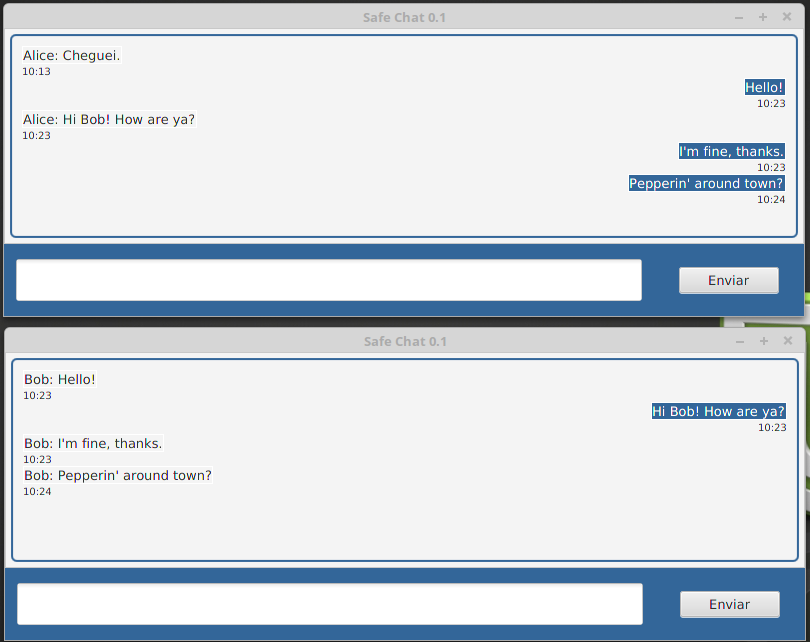 Safe Chat 0.1
Alice: Cheguei.
10:13
Hello!
10:23
Alice: Hi Bob! How are ya?
10:23
I'm fine, thanks.
10:23
Pepperin' around town?
10:24
Enviar
Safe Chat 0.1
Bob: Hello!
10:23
Hi Bob! How are ya?
10:23
Bob: I'm fine, thanks.
10:23
Bob: Pepperin' around town?
10:24
Enviar